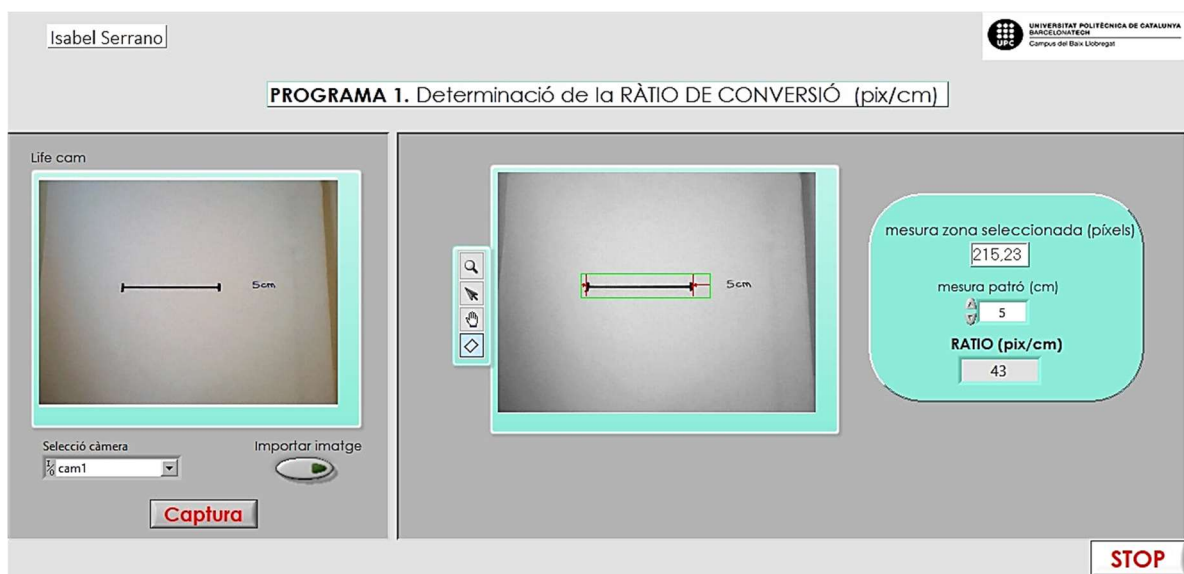 Isabel Serrano
UNIVERSITAT POLITÈCNICA DE CATALUNYA
BARCELONATECH
Campus del Baix Llobregat
UPC
PROGRAMA 1. Determinació de la RÀTIO DE CONVERSIÓ (pix/cm)
Life cam
5cm
Selecció càmera
cam1
Importar imatge
Captura
5cm
mesura zona seleccionada (píxels)
215,23
mesura patró (cm)
5
RATIO (pix/cm)
43
STOP